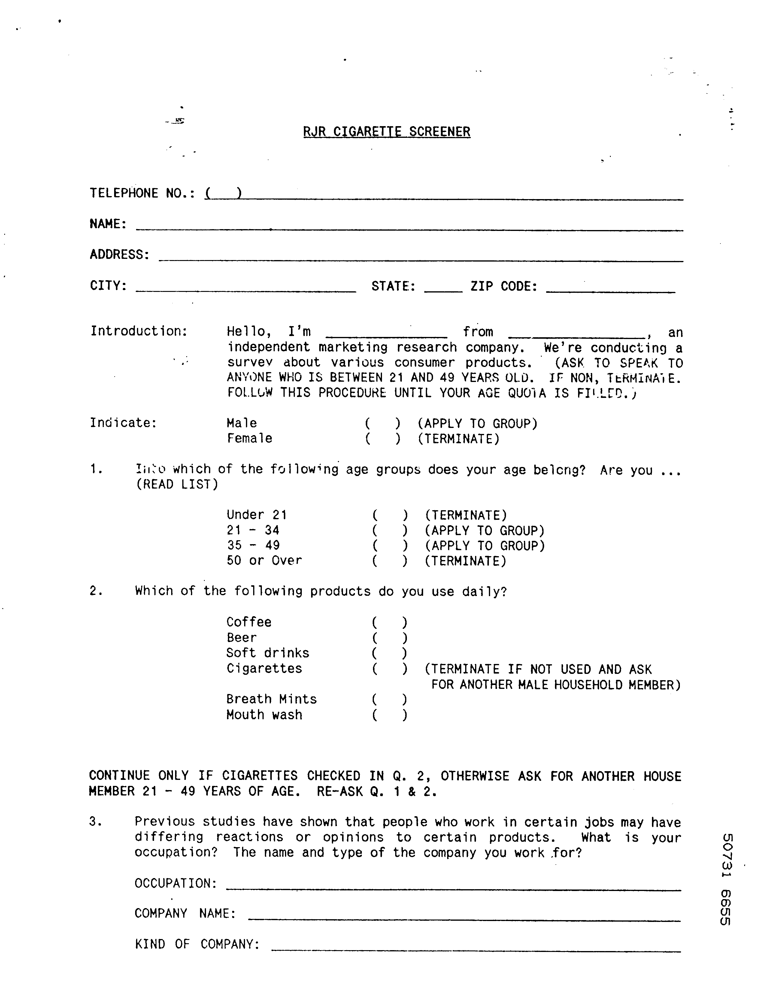 RJR CIGARETTE SCREENER
TELEPHONE NO.: (   )
NAME:
ADDRESS:
CITY: STATE: ZIP CODE:
Introduction: Hello, I'm ____ from ____, an
independent marketing research company. We're conducting a
survey about various consumer products. (ASK TO SPEAK TO
ANYONE WHO IS BETWEEN 21 AND 49 YEARS OLD. IF NON, TERMINATE.
FOLLOW THIS PROCEDURE UNTIL YOUR AGE QUOTA IS FILLED.)
Indicate: Male (   ) (APPLY TO GROUP)
Female (   ) (TERMINATE)
1. Into which of the following age groups does your age belong? Are you ...
(READ LIST)
Under 21 (   ) (TERMINATE)
21 - 34 (   ) (APPLY TO GROUP)
35 - 49 (   ) (APPLY TO GROUP)
50 or Over (   ) (TERMINATE)
2. Which of the following products do you use daily?
Coffee (   )
Beer (   )
Soft drinks (   )
Cigarettes (   ) (TERMINATE IF NOT USED AND ASK
FOR ANOTHER MALE HOUSEHOLD MEMBER)
Breath Mints (   )
Mouth wash (   )
CONTINUE ONLY IF CIGARETTES CHECKED IN Q. 2, OTHERWISE ASK FOR ANOTHER HOUSE
MEMBER 21 - 49 YEARS OF AGE. RE-ASK Q. 1 & 2.
3. Previous studies have shown that people who work in certain jobs may have
differing reactions or opinions to certain products. What is your
occupation? The name and type of the company you work for?
OCCUPATION:
COMPANY NAME:
KIND OF COMPANY:
50731 6655